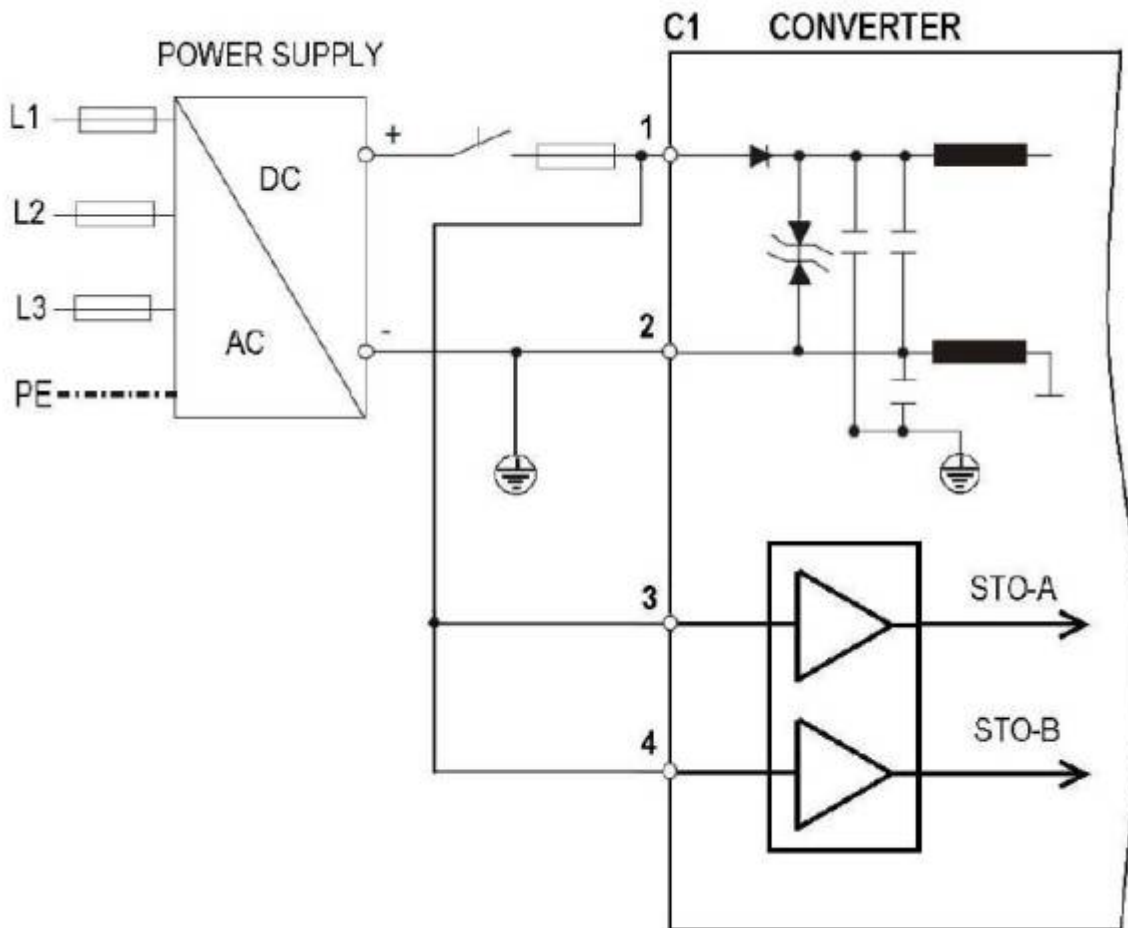 C1 CONVERTER
POWER SUPPLY
L1
+
1
DC
L2
L3
AC
-
2
PE
3
STO-A
4
STO-B